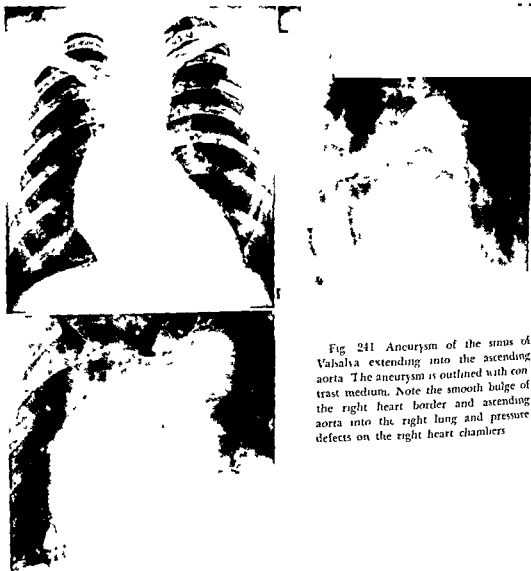 Fig 241 Aneurysm of the sinus of
Valsalva extending into the ascending
aorta The aneurysm is outlined with con
trast medium. Note the smooth bulge of
the right heart border and ascending
aorta into the right lung and pressure
defects on the right heart chambers